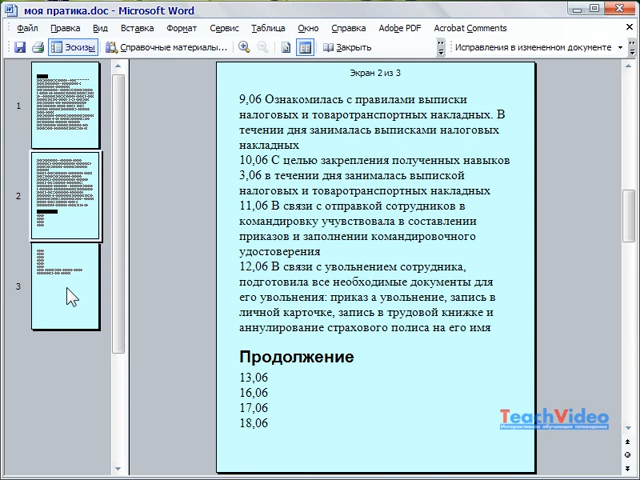 моя пратика.doc - Microsoft Word
Файл Правка Вид Вставка Формат Сервис Таблица Окно Справка Adobe PDF Acrobat Comments
Эскизы Справочные материалы... Закрыть Исправления в измененном документе
Экран 2 из 3
1
2
3
9,06 Ознакомилась с правилами выписки
налоговых и товаротранспортных накладных. В
течении дня занималась выписками налоговых
накладных
10,06 С целью закрепления полученных навыков
3,06 в течении дня занималась выпиской
налоговых и товаротранспортных накладных
11,06 В связи с отправкой сотрудников в
командировку учувствовала в составлении
приказов и заполнении командировочного
удостоверения
12,06 В связи с увольнением сотрудника,
подготовила все необходимые документы для
его увольнения: приказ а увольнение, запись в
личной карточке, запись в трудовой книжке и
аннулирование страхового полиса на его имя
Продолжение
13,06
16,06
17,06
18,06
TeachVideo